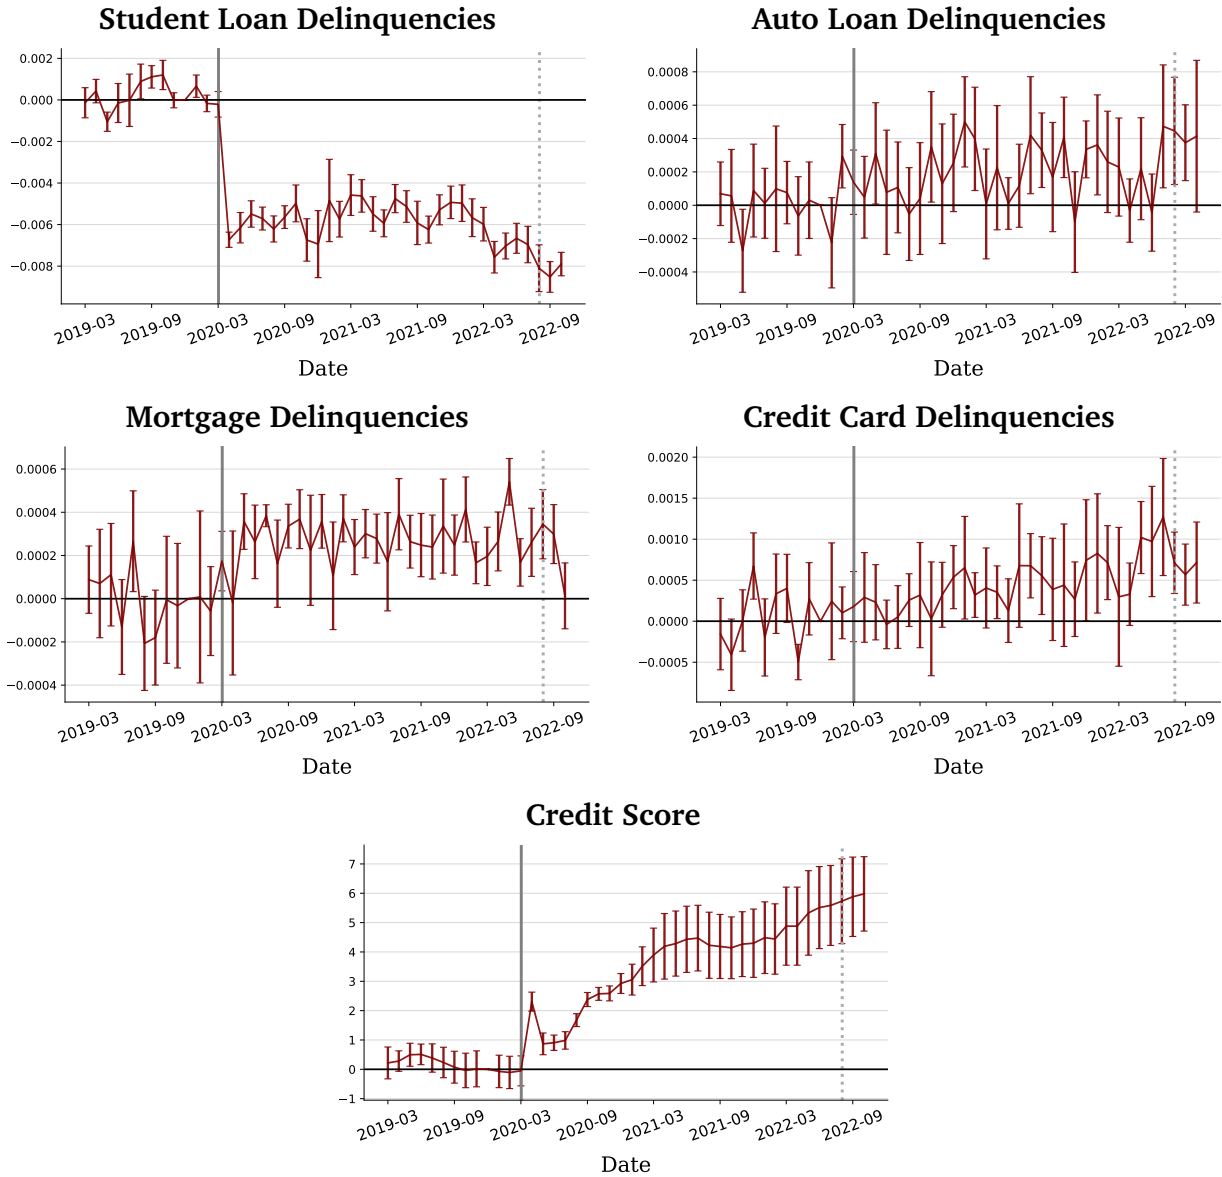 Student Loan Delinquencies
0.002
0.000
−0.002
−0.004
−0.006
−0.008
2019-03 2019-09 2020-03 2020-09 2021-03 2021-09 2022-03 2022-09
Date
Auto Loan Delinquencies
0.0008
0.0006
0.0004
0.0002
0.0000
−0.0002
−0.0004
2019-03 2019-09 2020-03 2020-09 2021-03 2021-09 2022-03 2022-09
Date
Mortgage Delinquencies
0.0006
0.0004
0.0002
0.0000
−0.0002
−0.0004
2019-03 2019-09 2020-03 2020-09 2021-03 2021-09 2022-03 2022-09
Date
Credit Card Delinquencies
0.0020
0.0015
0.0010
0.0005
0.0000
−0.0005
2019-03 2019-09 2020-03 2020-09 2021-03 2021-09 2022-03 2022-09
Date
Credit Score
7
6
5
4
3
2
1
0
−1
2019-03 2019-09 2020-03 2020-09 2021-03 2021-09 2022-03 2022-09
Date